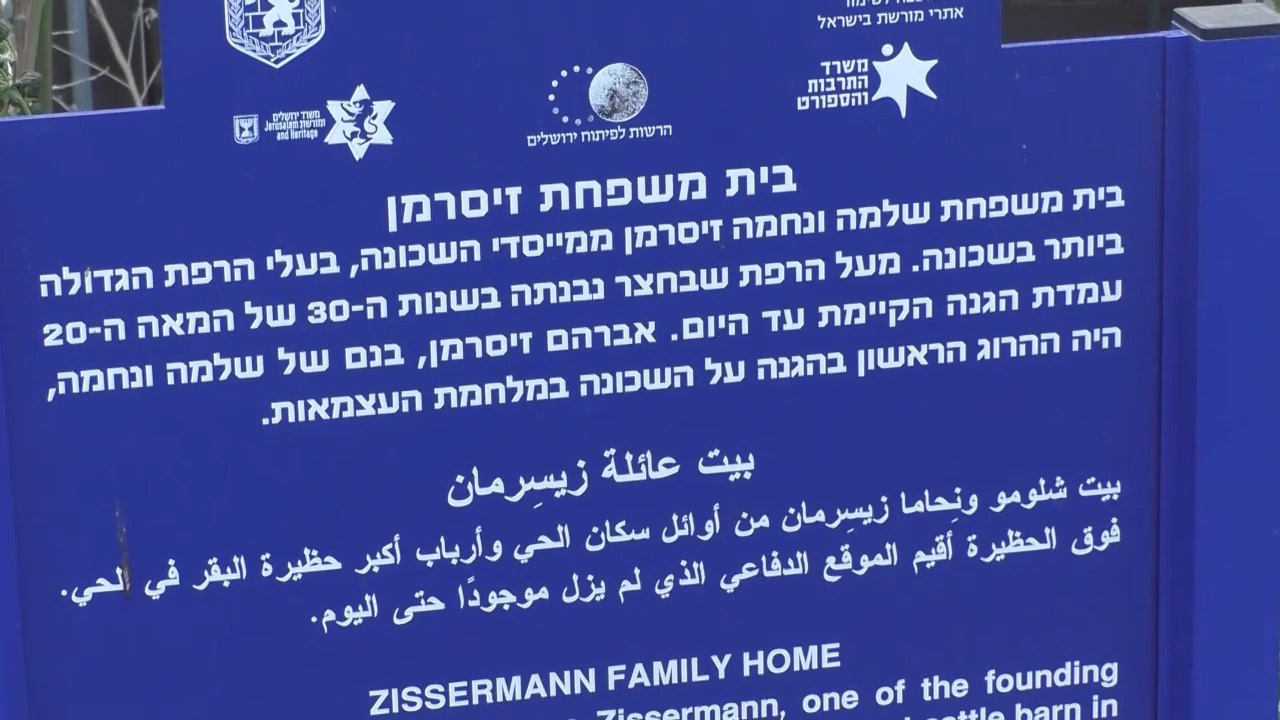 אתרי מורשת בישראל
משרד
התרבות
והספורט
הרשות לפיתוח ירושלים
משרד ירושלים
ומורשת
Jerusalem
and Heritage
בית משפחת זיסרמן
בית משפחת שלמה ונחמה זיסרמן ממייסדי השכונה, בעלי הרפת הגדולה
ביותר בשכונה. מעל הרפת שבחצר נבנתה בשנות ה-30 של המאה ה-20
עמדת הגנה הקיימת עד היום. אברהם זיסרמן, בנם של שלמה ונחמה,
היה ההרוג הראשון בהגנה על השכונה במלחמת העצמאות.
بيت عائلة زيسِرمان
بيت شلومو ونِحاما زيسِرمان من أوائل سكان الحي وأرباب أكبر حظيرة البقر في الحي.
فوق الحظيرة أقيم الموقع الدفاعي الذي لم يزل موجودًا حتى اليوم.
ZISSERMANN FAMILY HOME
Zissermann, one of the founding
cattle barn in